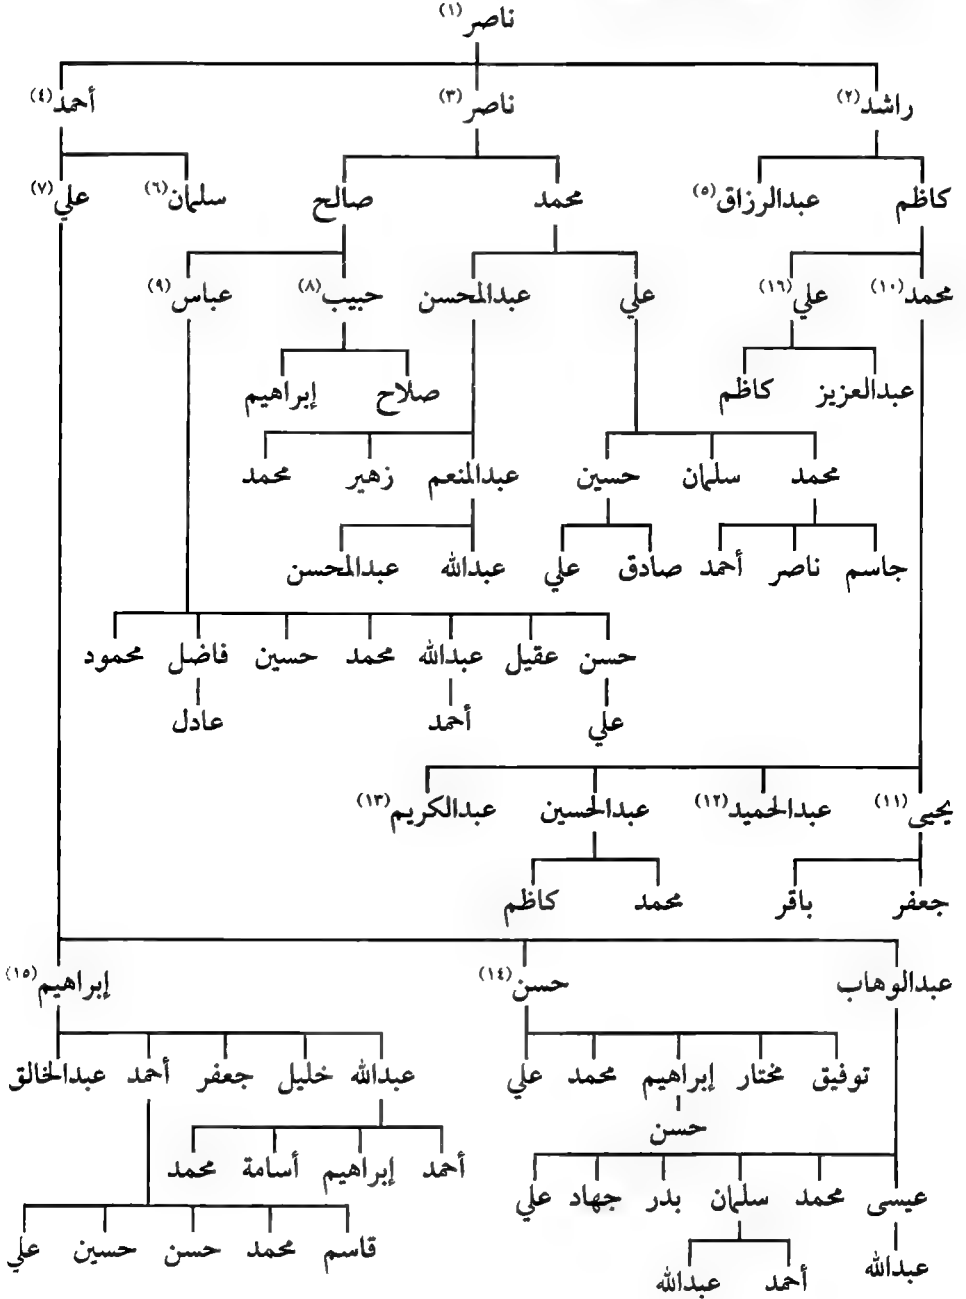 ناصر (١)
راشد (٢) ناصر (٣) أحمد (٤)
كاظم عبدالرزاق (٥) محمد صالح سلمان (٦) علي (٧)
محمد (١٠) علي (١٦) علي عبدالمحسن حبيب (٨) عباس (٩)
عبدالعزيز كاظم صلاح إبراهيم
محمد سلمان حسين عبدالمنعم زهير محمد
جاسم ناصر أحمد صادق علي عبدالله عبدالمحسن
حسن عقيل عبدالله محمد حسين فاضل محمود
علي أحمد عادل
يحيى (١١) عبدالحميد (١٢) عبدالحسين عبدالكريم (١٣)
جعفر باقر محمد كاظم
عبدالوهاب حسن (١٤) إبراهيم (١٥)
توفيق مختار إبراهيم محمد علي عبدالله خليل جعفر أحمد عبدالخالق
حسن
أحمد إبراهيم أسامة محمد
عيسى محمد سلمان بدر جهاد علي
قاسم محمد حسن حسين علي
عبدالله
أحمد عبدالله